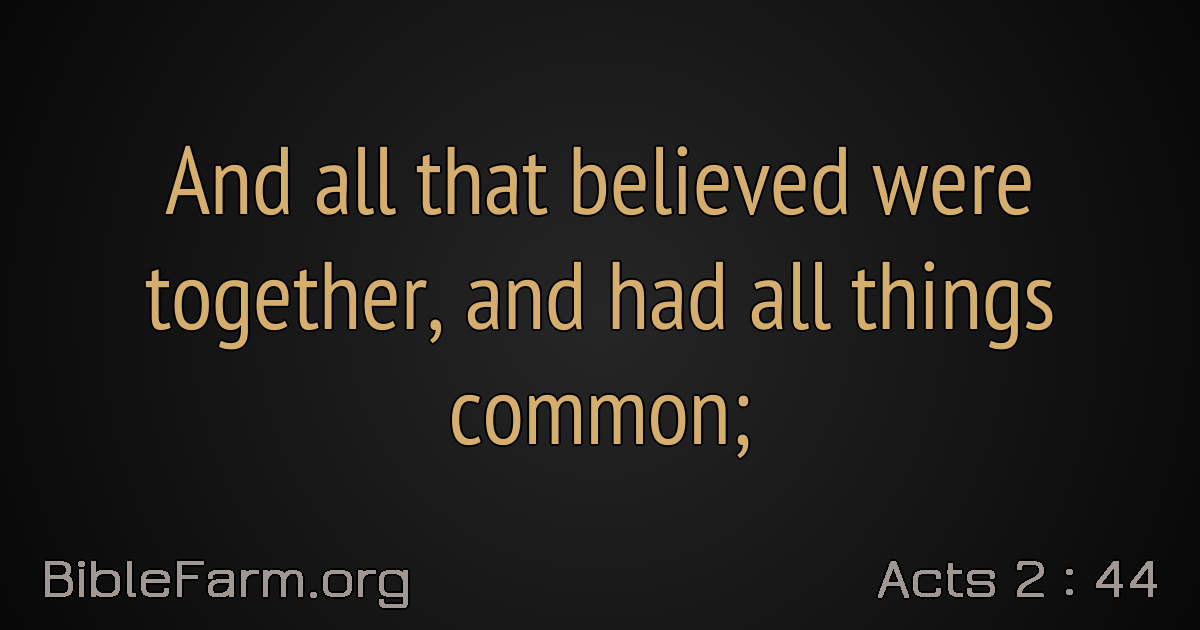 And all that believed were
together, and had all things
common;
BibleFarm.org
Acts 2 : 44